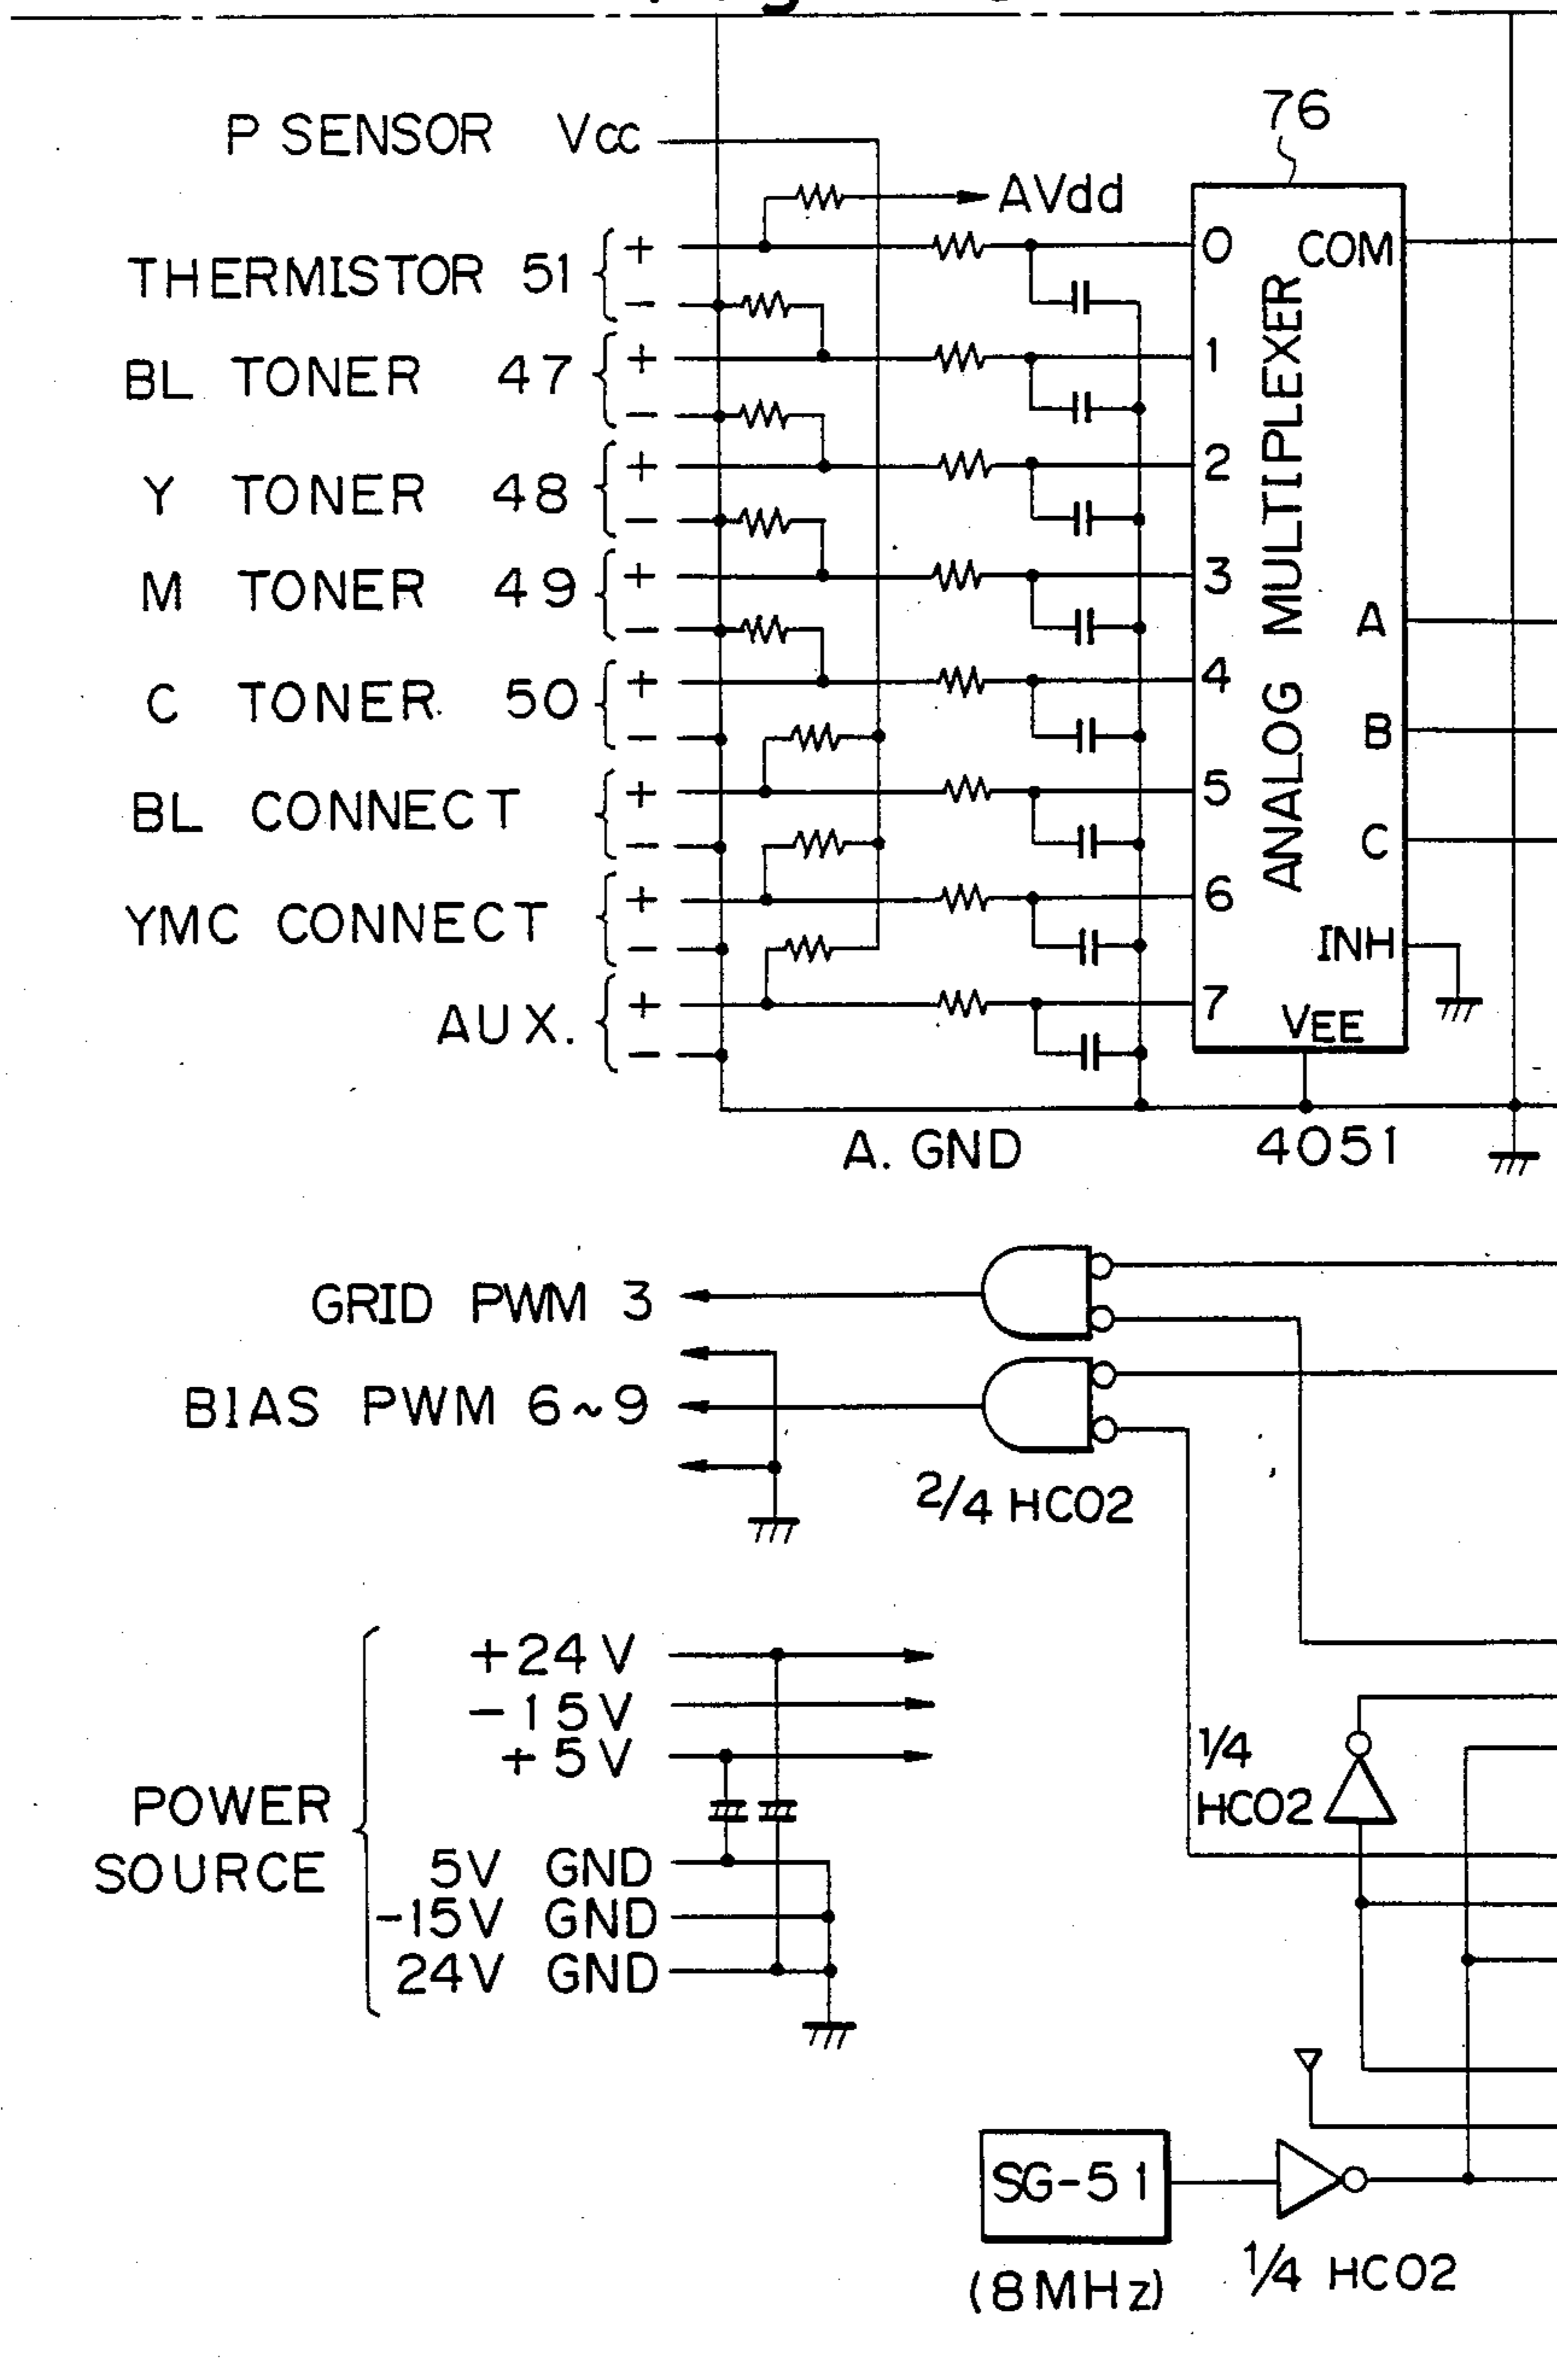 76
P SENSOR Vcc
AVdd
THERMISTOR 51 + −
BL TONER 47 + −
Y TONER 48 + −
M TONER 49 + −
C TONER 50 + −
BL CONNECT + −
YMC CONNECT + −
AUX. + −
0 COM
1
2
3
4
5
6
7
A
B
C
INH
VEE
ANALOG MULTIPLEXER
A. GND
4051
GRID PWM 3
BIAS PWM 6~9
2/4 HC02
+24V
−15V
+5V
POWER
SOURCE
5V GND
-15V GND
24V GND
1/4
HC02
SG-51
(8MHz)
1/4 HC02